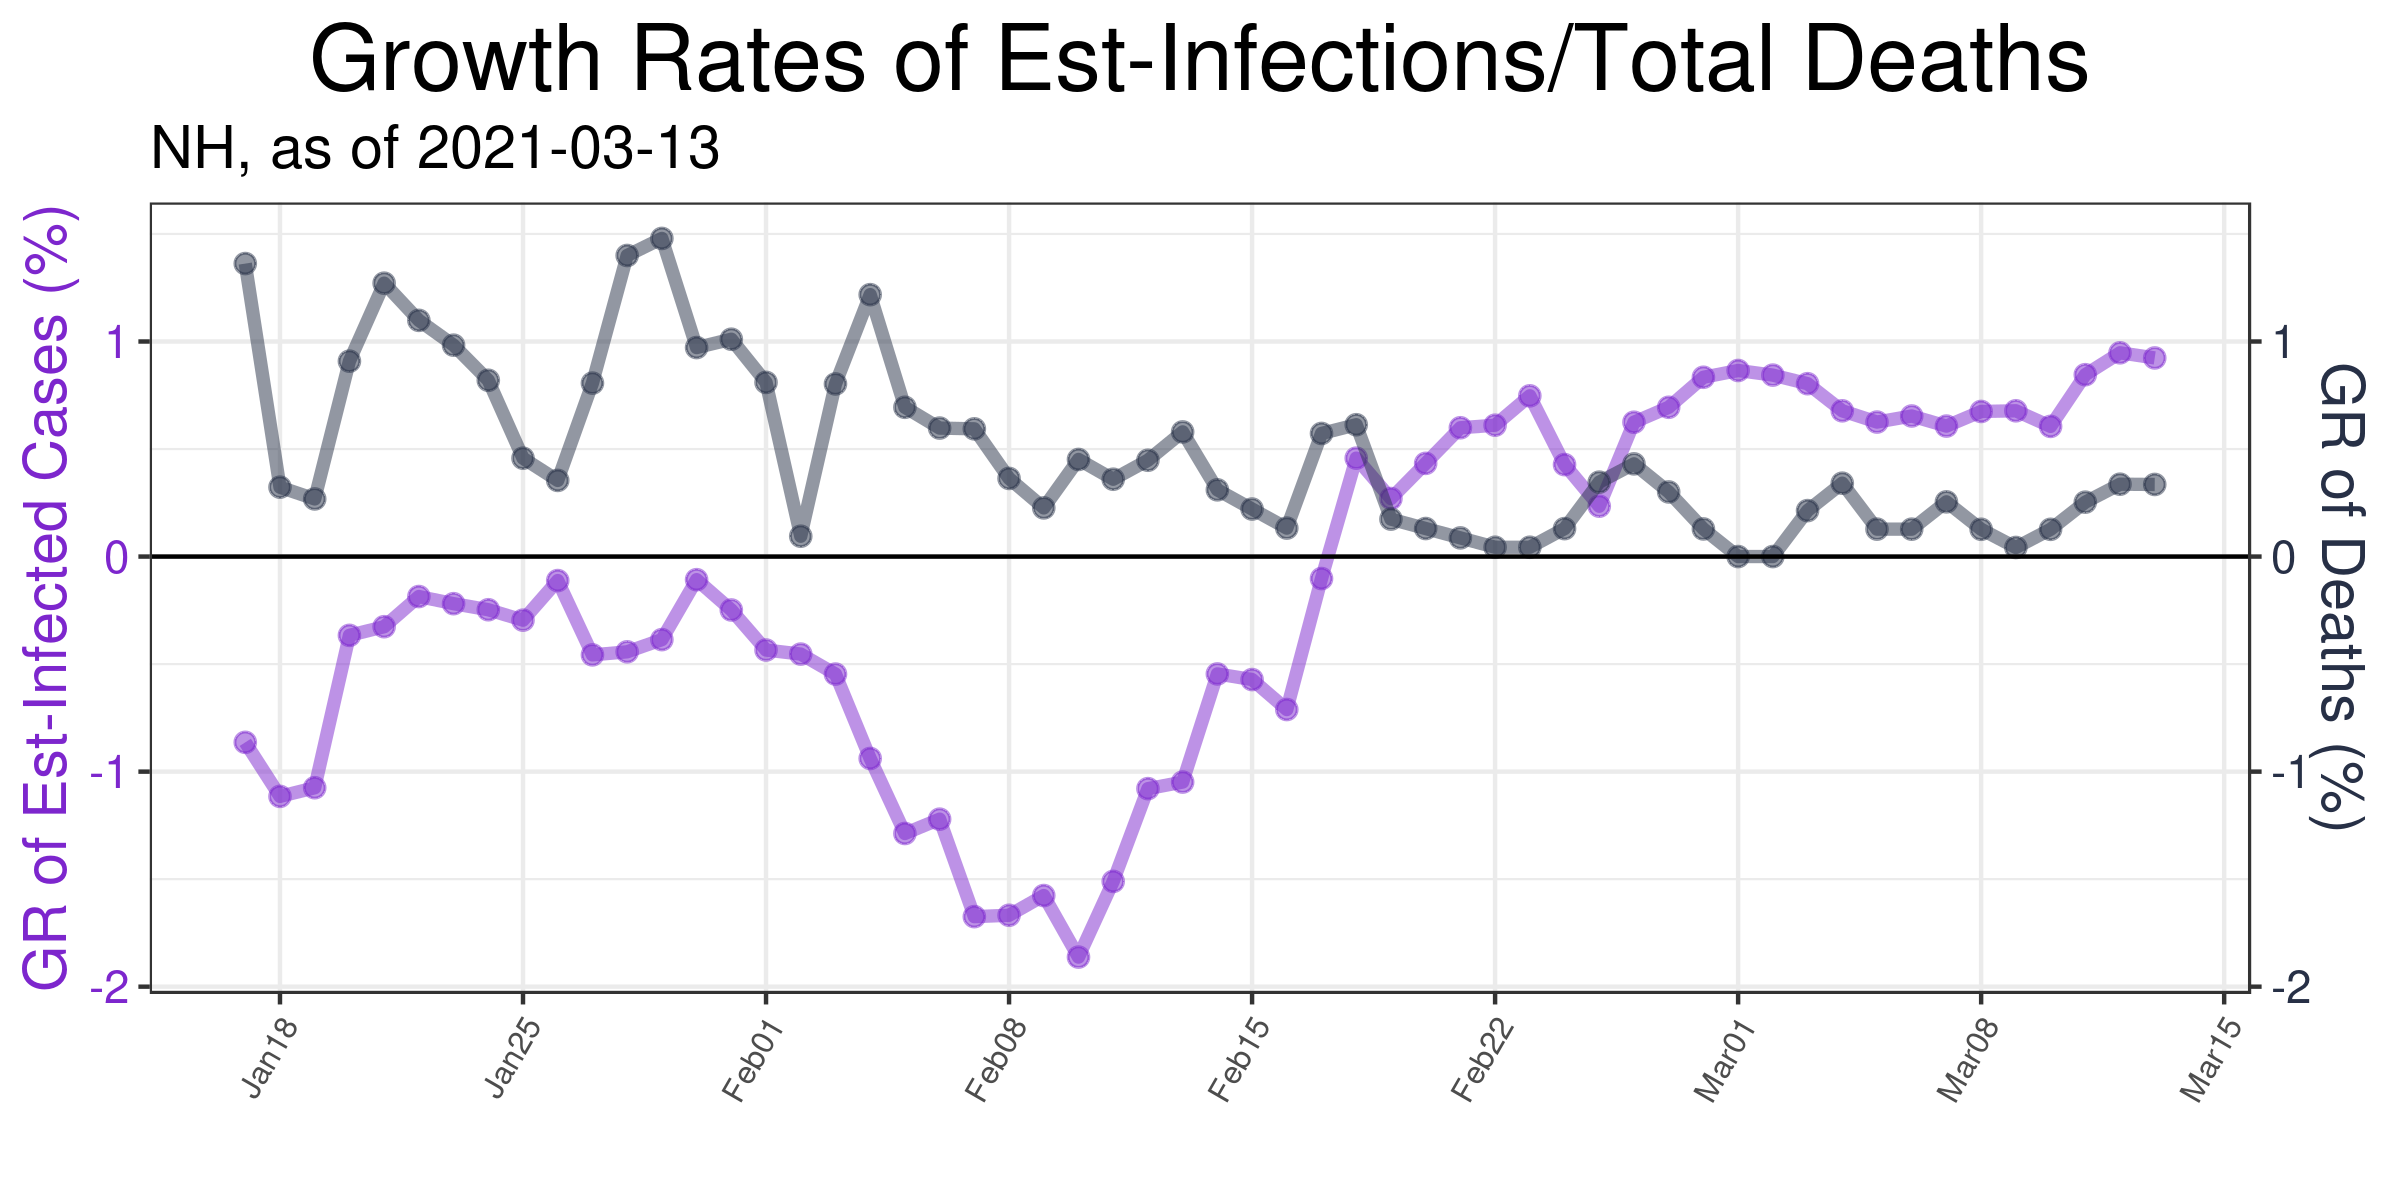 Growth Rates of Est-Infections/Total Deaths
NH, as of 2021-03-13
GR of Est-Infected Cases (%)
1
0
-1
-2
1
0
-1
-2
GR of Deaths (%)
Jan18
Jan25
Feb01
Feb08
Feb15
Feb22
Mar01
Mar08
Mar15